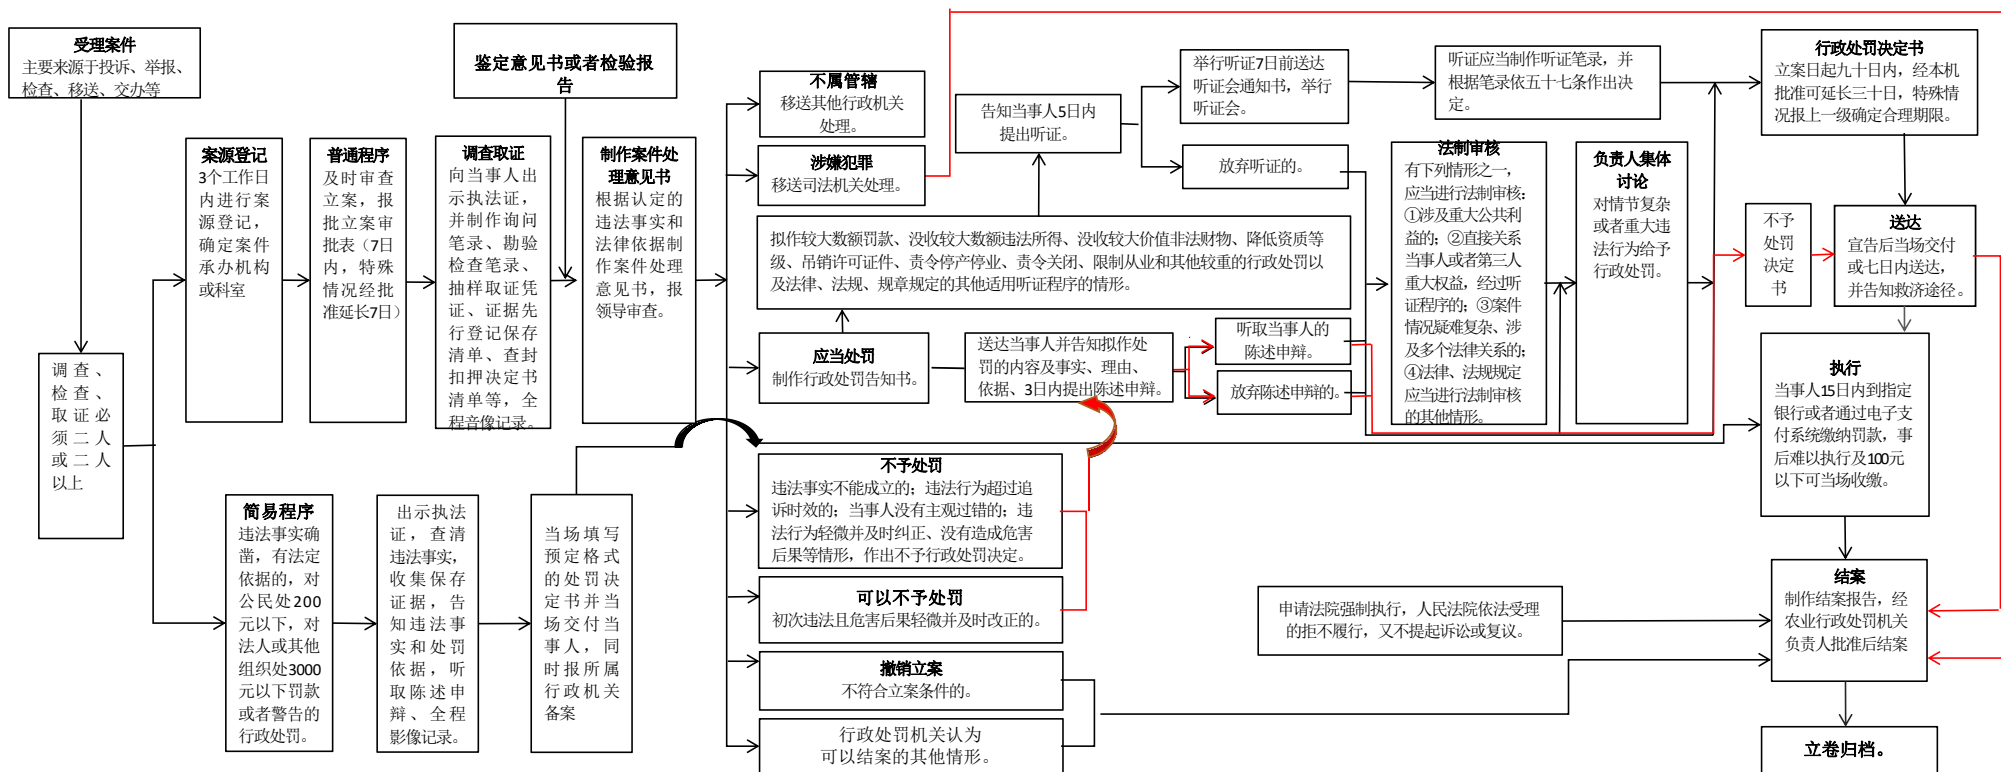 受理案件
主要来源于投诉、举报、
检查、移送、交办等
调查、
检查、
取证必
须二人
或二人
以上
案源登记
3个工作日
内进行案
源登记，
确定案件
承办机构
或科室
普通程序
及时审查
立案，报
批立案审
批表（7日
内，特殊
情况经批
准延长7日）
调查取证
向当事人出
示执法证，
并制作询问
笔录、勘验
检查笔录、
抽样取证凭
证、证据先
行登记保存
清单、查封
扣押决定书
清单等，全
程音像记录。
鉴定意见书或者检验报
告
制作案件处
理意见书
根据认定的
违法事实和
法律依据制
作案件处理
意见书，报
领导审查。
简易程序
违法事实确
凿，有法定
依据的，对
公民处200
元以下，对
法人或其他
组织处3000
元以下罚款
或者警告的
行政处罚。
出示执法
证，查清
违法事实，
收集保存
证据，告
知违法事
实和处罚
依据，听
取陈述申
辩、全程
影像记录。
当场填写
预定格式
的处罚决
定书并当
场交付当
事人，同
时报所属
行政机关
备案
不属管辖
移送其他行政机关
处理。
涉嫌犯罪
移送司法机关处理。
拟作较大数额罚款、没收较大数额违法所得、没收较大价值非法财物、降低资质等
级、吊销许可证件、责令停产停业、责令关闭、限制从业和其他较重的行政处罚以
及法律、法规、规章规定的其他适用听证程序的情形。
应当处罚
制作行政处罚告知书。
不予处罚
违法事实不能成立的；违法行为超过追
诉时效的；当事人没有主观过错的；违
法行为轻微并及时纠正、没有造成危害
后果等情形，作出不予行政处罚决定。
可以不予处罚
初次违法且危害后果轻微并及时改正的。
撤销立案
不符合立案条件的。
行政处罚机关认为
可以结案的其他情形。
告知当事人5日内
提出听证。
举行听证7日前送达
听证会通知书，举行
听证会。
放弃听证的。
送达当事人并告知拟作处
罚的内容及事实、理由、
依据、3日内提出陈述申辩。
听取当事人的
陈述申辩。
放弃陈述申辩的。
听证应当制作听证笔录，并
根据笔录依五十七条作出决
定。
法制审核
有下列情形之一，
应当进行法制审核：
①涉及重大公共利
益的；②直接关系
当事人或者第三人
重大权益，经过听
证程序的；③案件
情况疑难复杂、涉
及多个法律关系的；
④法律、法规规定
应当进行法制审核
的其他情形。
负责人集体
讨论
对情节复杂
或者重大违
法行为给予
行政处罚。
不予
处罚
决定
书
行政处罚决定书
立案日起九十日内，经本机
批准可延长三十日，特殊情
况报上一级确定合理期限。
送达
宣告后当场交付
或七日内送达，
并告知救济途径。
执行
当事人15日内到指定
银行或者通过电子支
付系统缴纳罚款，事
后难以执行及100元
以下可当场收缴。
申请法院强制执行，人民法院依法受理
的拒不履行，又不提起诉讼或复议。
结案
制作结案报告，经
农业行政处罚机关
负责人批准后结案
立卷归档。